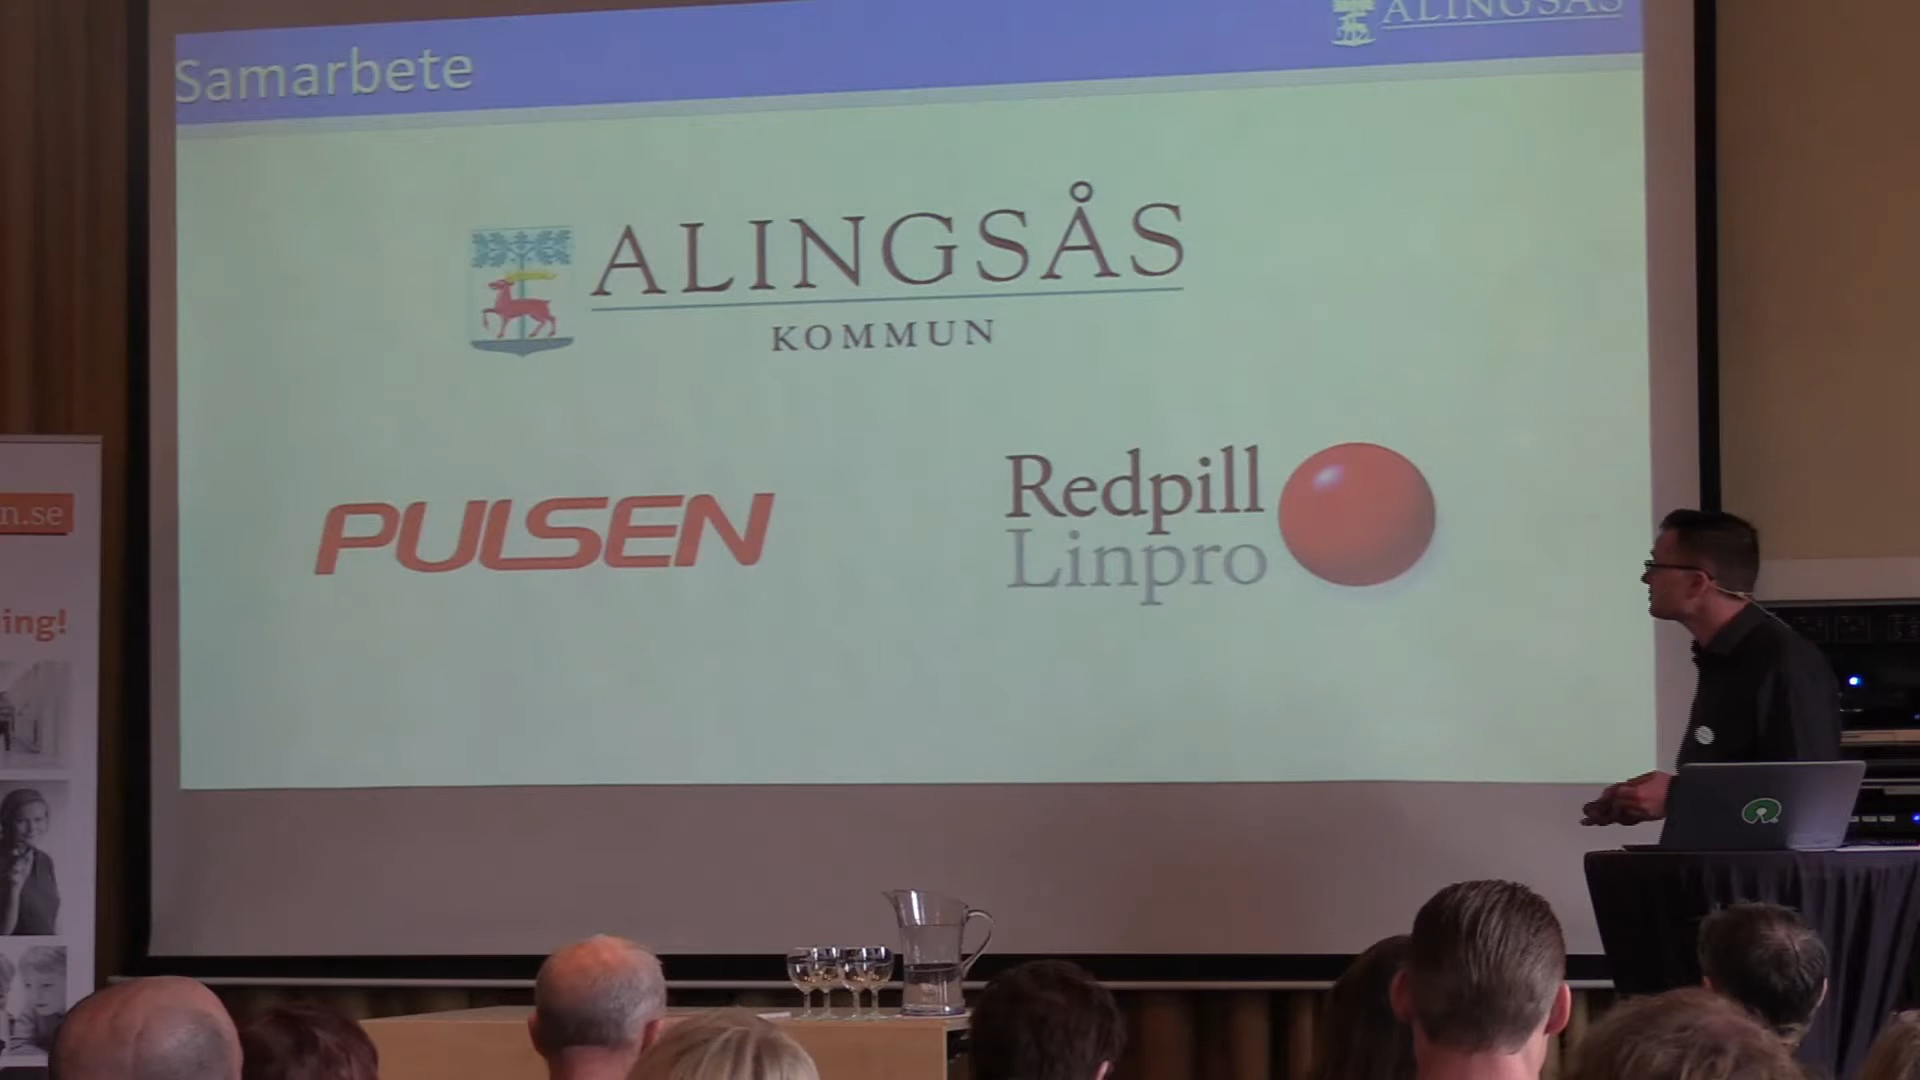 Samarbete
ALINGSÅS
ALINGSÅS
KOMMUN
PULSEN
Redpill
Linpro
n.se
ing!